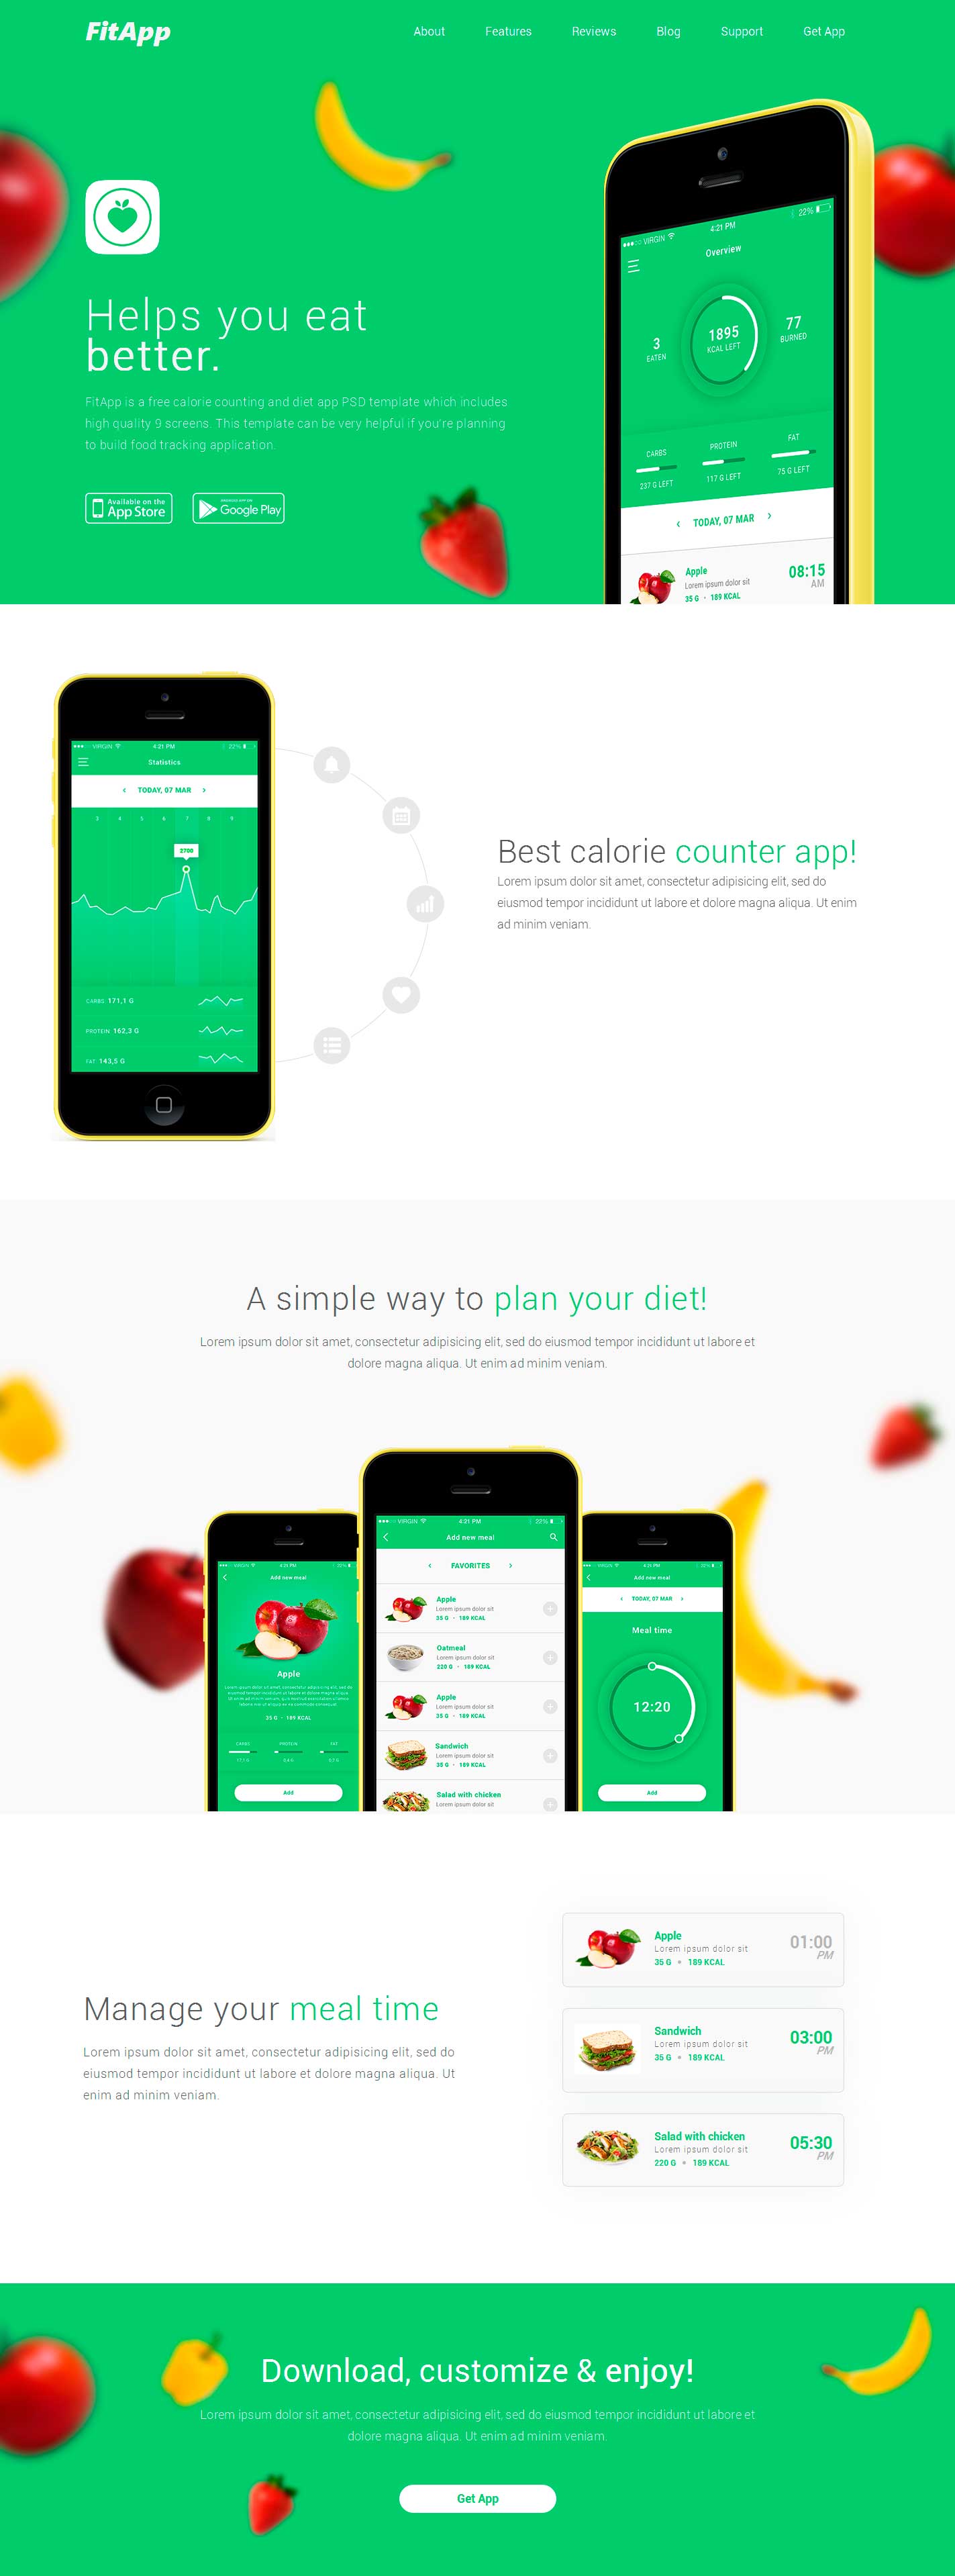 FitApp
About Features Reviews Blog Support Get App
Helps you eat
better.
FitApp is a free calorie counting and diet app PSD template which includes
high quality 9 screens. This template can be very helpful if you're planning
to build food tracking application.
Available on the
App Store
Google Play
VIRGIN 4:21 PM 22%
Overview
3
EATEN
1895
KCAL LEFT
77
BURNED
CARBS PROTEIN FAT
237 G LEFT 117 G LEFT 75 G LEFT
‹ TODAY, 07 MAR ›
Apple
Lorem ipsum dolor sit
35 G • 189 KCAL
08:15
AM
VIRGIN 4:21 PM 22%
Statistics
‹ TODAY, 07 MAR ›
3 4 5 6 7 8 9
2700
CARBS: 171,1 G
PROTEIN: 162,3 G
FAT: 143,5 G
Best calorie counter app!
Lorem ipsum dolor sit amet, consectetur adipisicing elit, sed do
eiusmod tempor incididunt ut labore et dolore magna aliqua. Ut enim
ad minim veniam.
A simple way to plan your diet!
Lorem ipsum dolor sit amet, consectetur adipisicing elit, sed do eiusmod tempor incididunt ut labore et
dolore magna aliqua. Ut enim ad minim veniam.
VIRGIN 4:21 PM 22%
Add new meal
Apple
35 G • 189 KCAL
CARBS PROTEIN FAT
Add
VIRGIN 4:21 PM 22%
Add new meal
‹ FAVORITES ›
Apple
Lorem ipsum dolor sit
35 G • 189 KCAL
Oatmeal
Lorem ipsum dolor sit
220 G • 189 KCAL
Apple
Lorem ipsum dolor sit
35 G • 189 KCAL
Sandwich
Lorem ipsum dolor sit
35 G • 189 KCAL
Salad with chicken
Lorem ipsum dolor sit
VIRGIN 4:21 PM 22%
Add new meal
‹ TODAY, 07 MAR ›
Meal time
12:20
Add
Manage your meal time
Lorem ipsum dolor sit amet, consectetur adipisicing elit, sed do
eiusmod tempor incididunt ut labore et dolore magna aliqua. Ut
enim ad minim veniam.
Apple
Lorem ipsum dolor sit
35 G • 189 KCAL
01:00
PM
Sandwich
Lorem ipsum dolor sit
35 G • 189 KCAL
03:00
PM
Salad with chicken
Lorem ipsum dolor sit
220 G • 189 KCAL
05:30
PM
Download, customize & enjoy!
Lorem ipsum dolor sit amet, consectetur adipisicing elit, sed do eiusmod tempor incididunt ut labore et
dolore magna aliqua. Ut enim ad minim veniam.
Get App